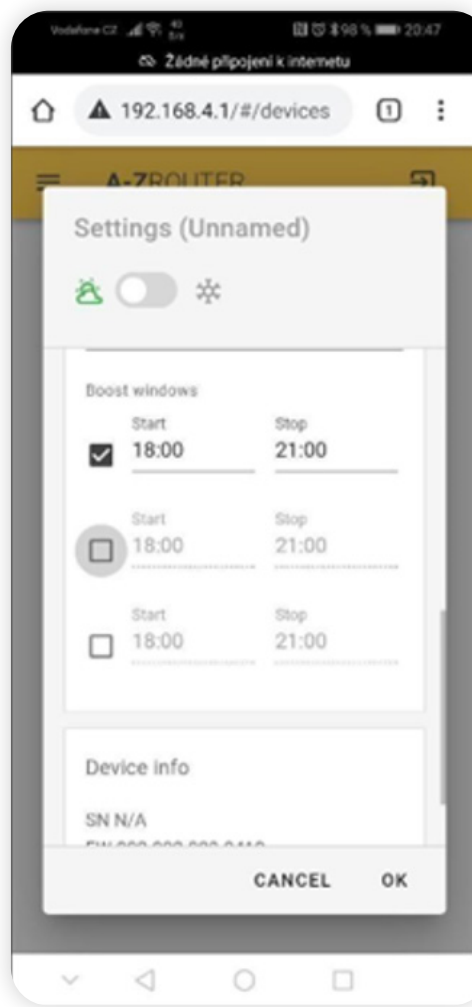 Vodafone CZ 98 % 20:47
Žádné připojení k internetu
192.168.4.1/#/devices 1
A-ZROUTER
Settings (Unnamed)
Boost windows
Start Stop
18:00 21:00
Start Stop
18:00 21:00
Start Stop
18:00 21:00
Device info
SN N/A
CANCEL OK